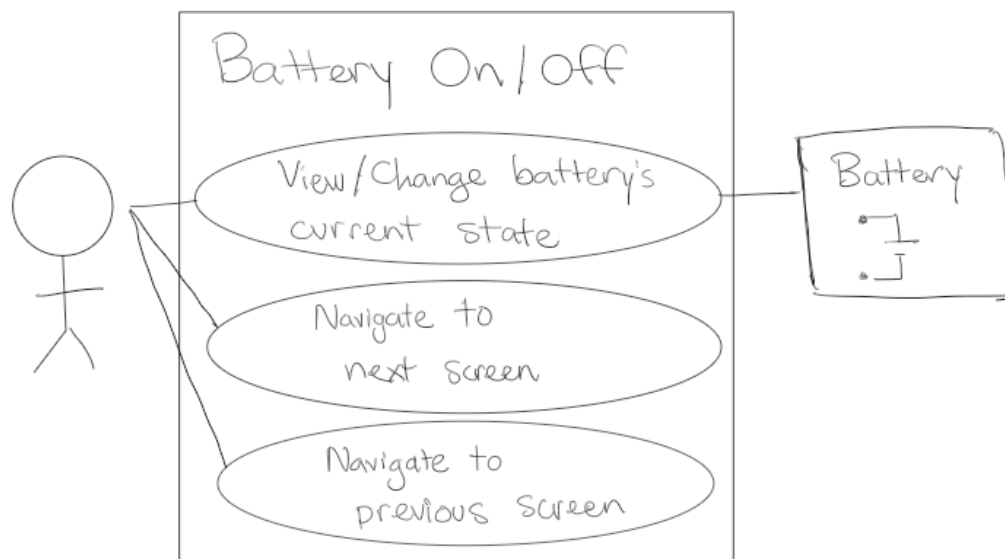 Battery On/Off
View/Change battery's
current state
Battery
Navigate to
next screen
Navigate to
previous screen